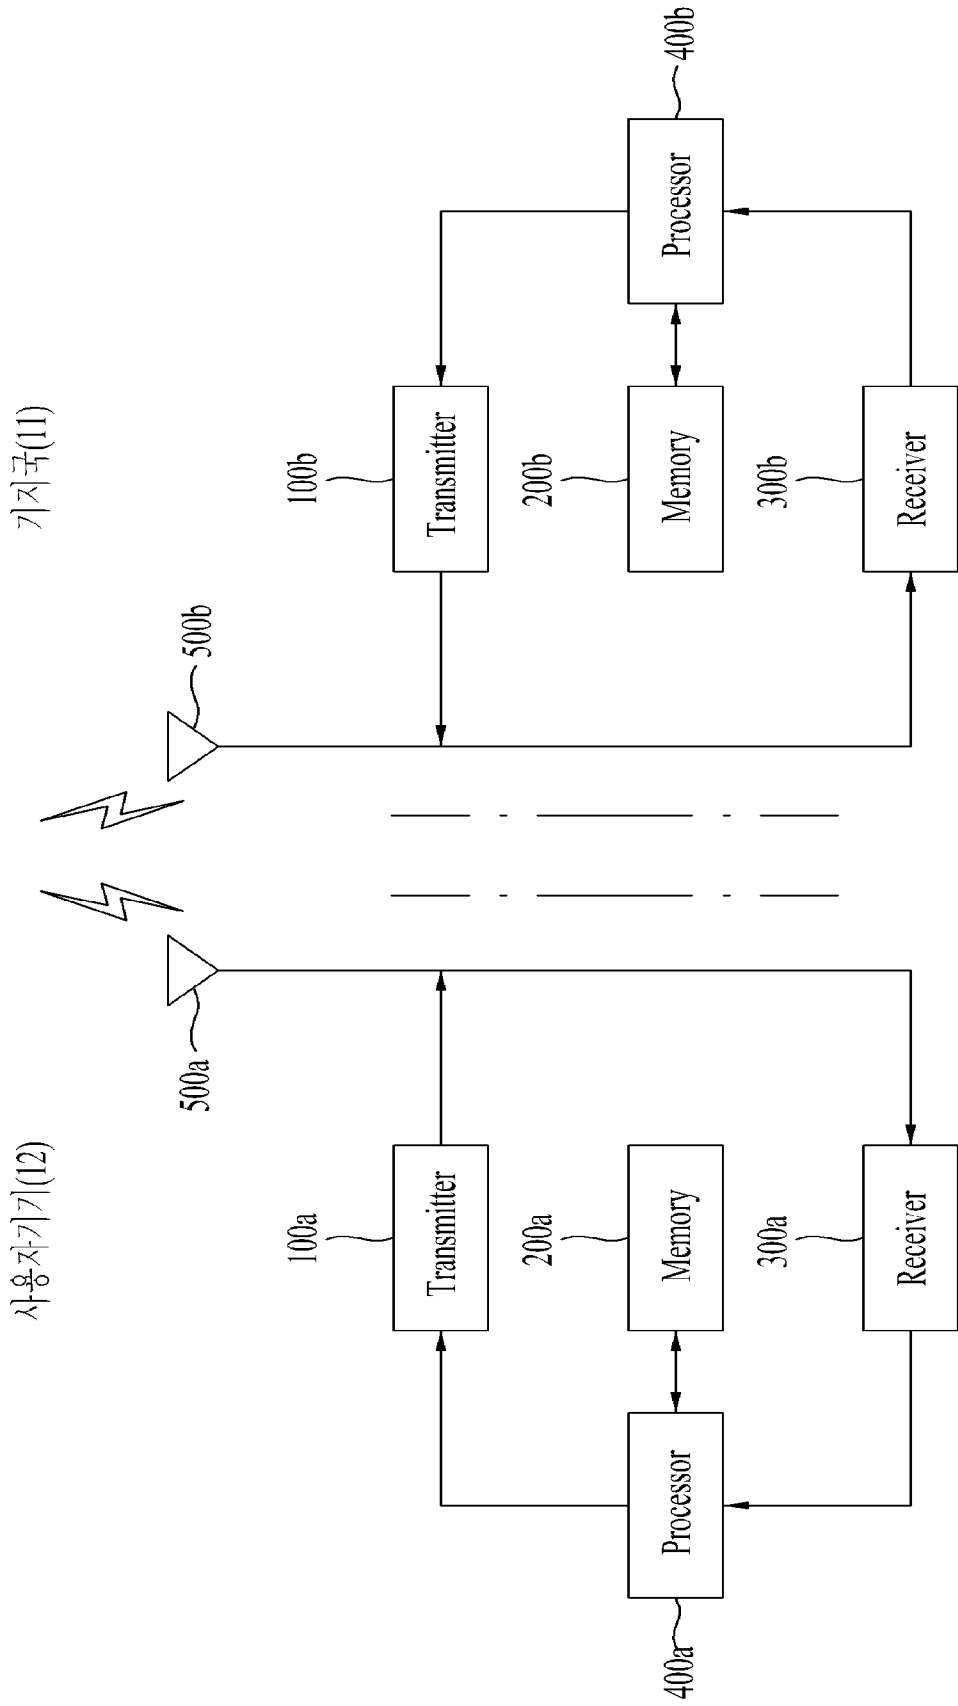 사용자기기(12)
기지국(11)
500a
500b
100a
Transmitter
100b
Transmitter
400a
Processor
200a
Memory
200b
Memory
Processor
400b
300a
Receiver
300b
Receiver